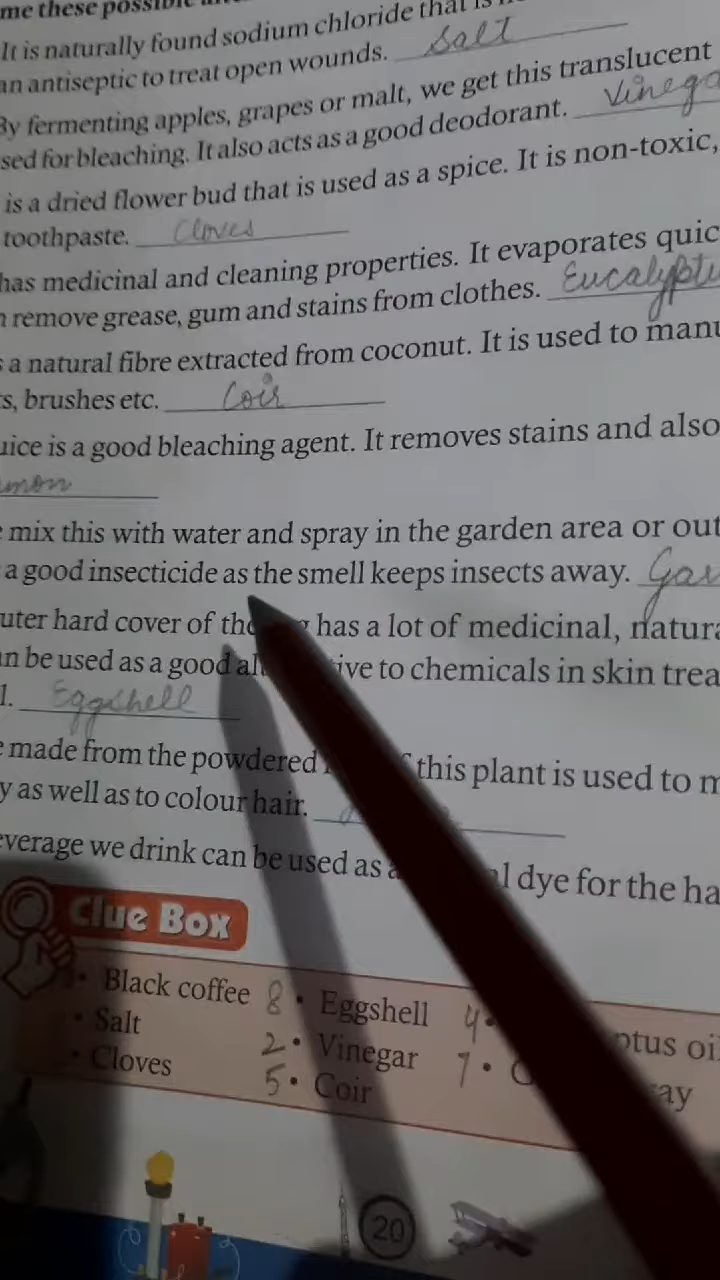 me these possible
It is naturally found sodium chloride that is
an antiseptic to treat open wounds. Salt
By fermenting apples, grapes or malt, we get this translucent
sed for bleaching. It also acts as a good deodorant. Vinega
is a dried flower bud that is used as a spice. It is non-toxic,
toothpaste. Cloves
has medicinal and cleaning properties. It evaporates quic
n remove grease, gum and stains from clothes. Eucalyptu
a natural fibre extracted from coconut. It is used to manu
s, brushes etc. Coir
uice is a good bleaching agent. It removes stains and also
mon
mix this with water and spray in the garden area or out
a good insecticide as the smell keeps insects away. Gar
uter hard cover of the has a lot of medicinal, natura
an be used as a good al tive to chemicals in skin trea
l. Eggshell
made from the powdered of this plant is used to m
y as well as to colour hair.
everage we drink can be used as a l dye for the ha
Clue Box
• Black coffee 8 • Eggshell 4 • ptus oil
• Salt 2 • Vinegar 7 • ay
• Cloves 5 • Coir
20